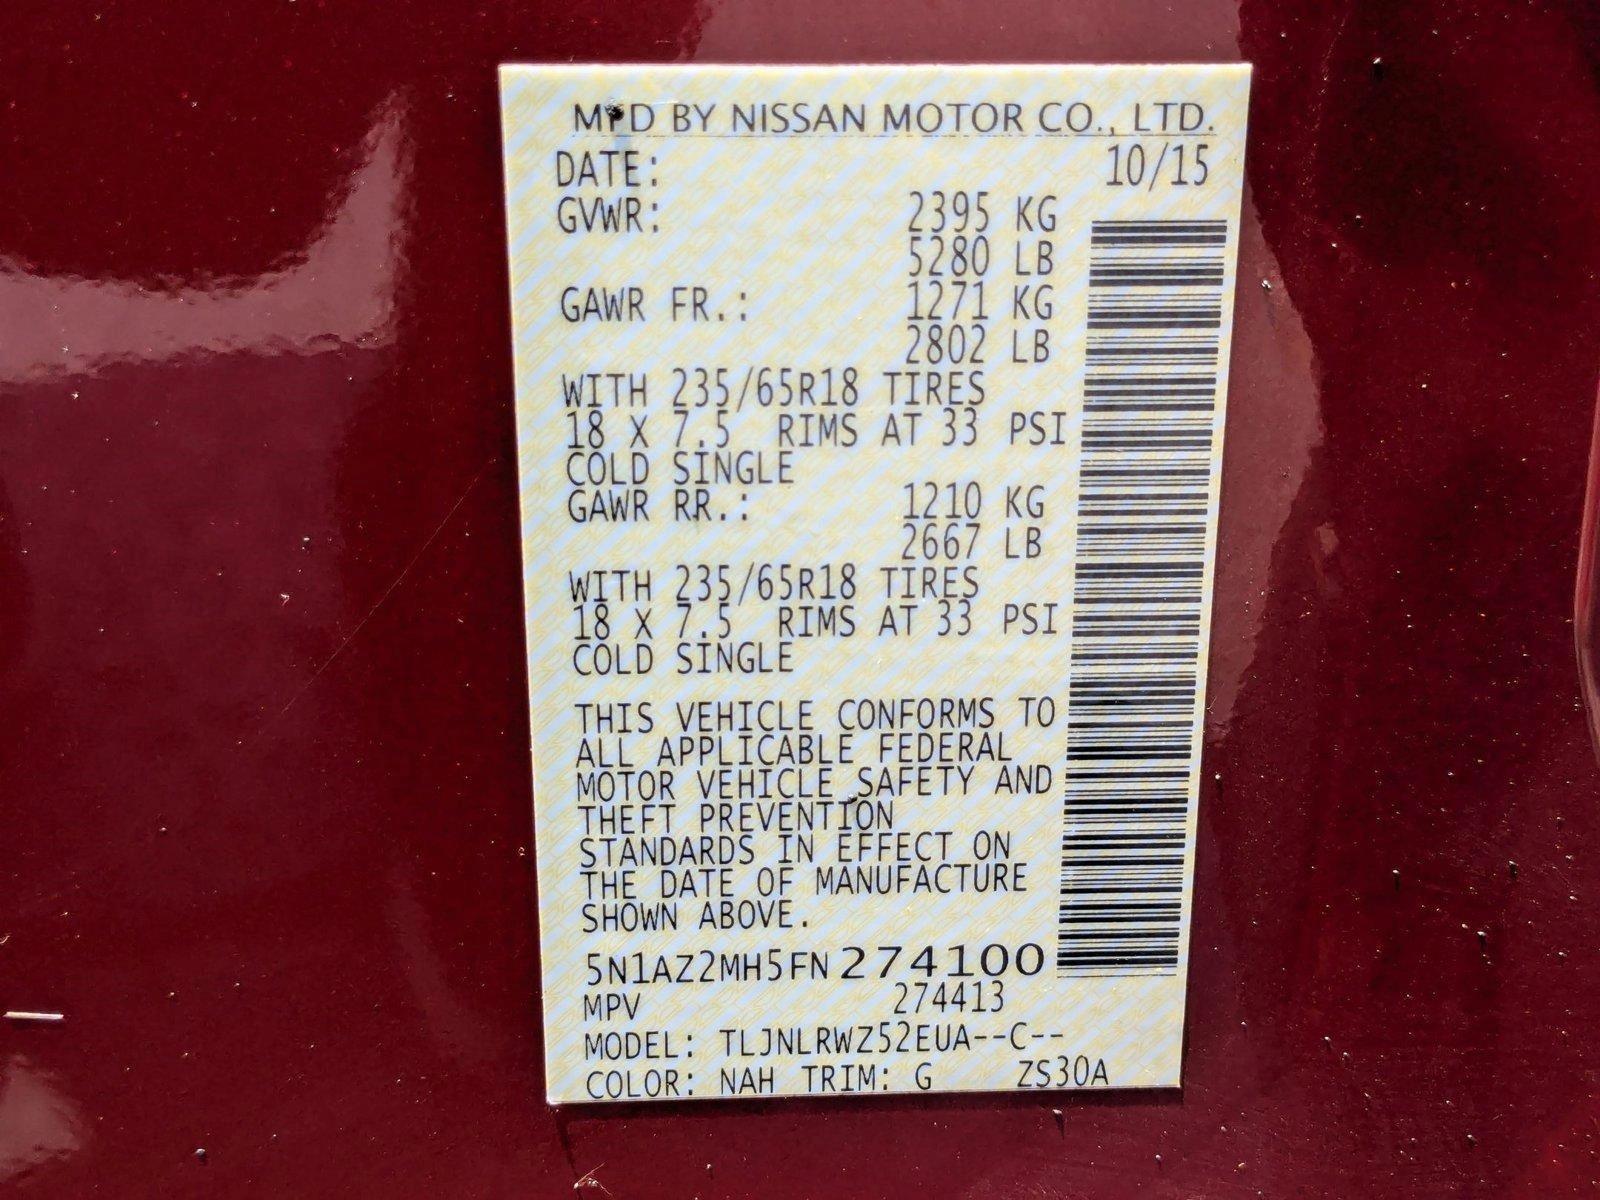 MFD BY NISSAN MOTOR CO., LTD.
DATE: 10/15
GVWR: 2395 KG
5280 LB
GAWR FR.: 1271 KG
2802 LB
WITH 235/65R18 TIRES
18 X 7.5 RIMS AT 33 PSI
COLD SINGLE
GAWR RR.: 1210 KG
2667 LB
WITH 235/65R18 TIRES
18 X 7.5 RIMS AT 33 PSI
COLD SINGLE
THIS VEHICLE CONFORMS TO
ALL APPLICABLE FEDERAL
MOTOR VEHICLE SAFETY AND
THEFT PREVENTION
STANDARDS IN EFFECT ON
THE DATE OF MANUFACTURE
SHOWN ABOVE.
5N1AZ2MH5FN274100
MPV 274413
MODEL: TLJNLRWZ52EUA--C--
COLOR: NAH TRIM: G ZS30A